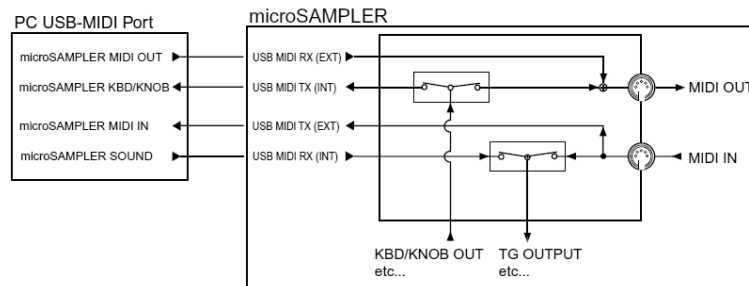 PC USB-MIDI Port
microSAMPLER
microSAMPLER MIDI OUT
USB MIDI RX (EXT)
microSAMPLER KBD/KNOB
USB MIDI TX (INT)
MIDI OUT
microSAMPLER MIDI IN
USB MIDI TX (EXT)
microSAMPLER SOUND
USB MIDI RX (INT)
MIDI IN
KBD/KNOB OUT
etc...
TG OUTPUT
etc...